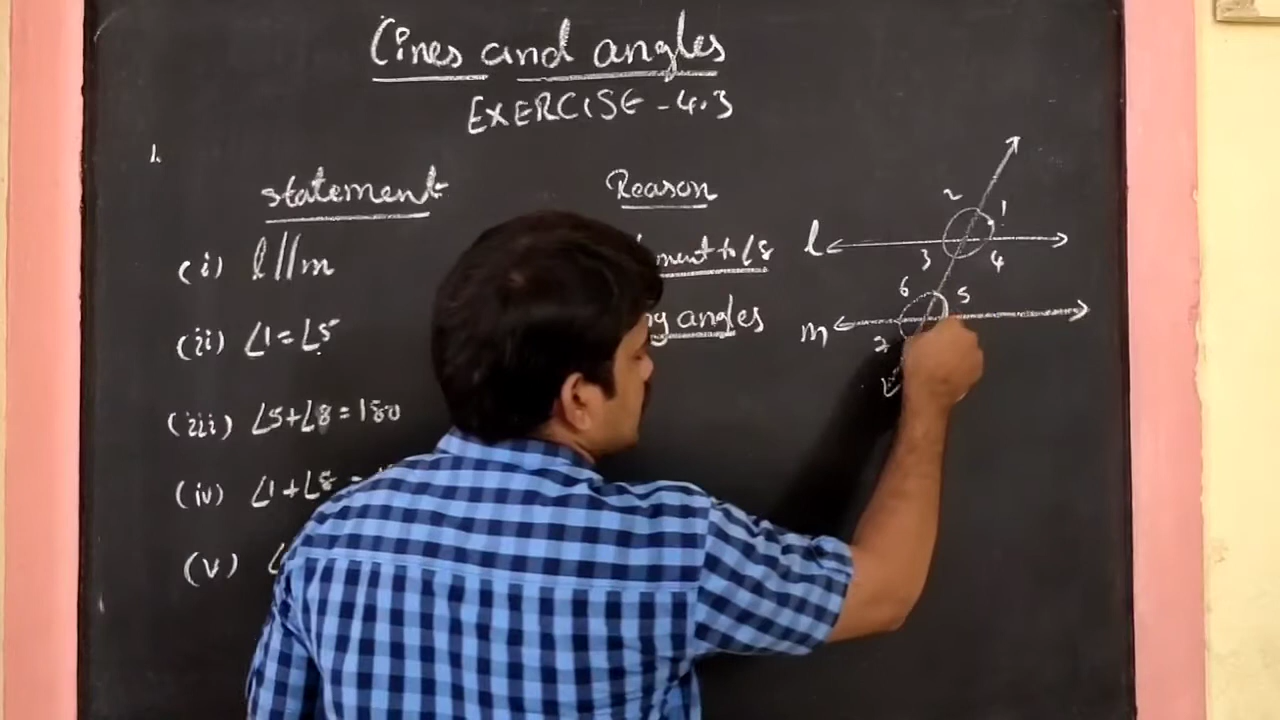 Lines and angles
EXERCISE - 4.3
1.
statement Reason
(i) l//m
(ii) ∠1=∠5 angles
(iii) ∠5+∠8=180
(iv) ∠1+∠8=
(v) ∠
l
m
2 1
3 4
6 5
7